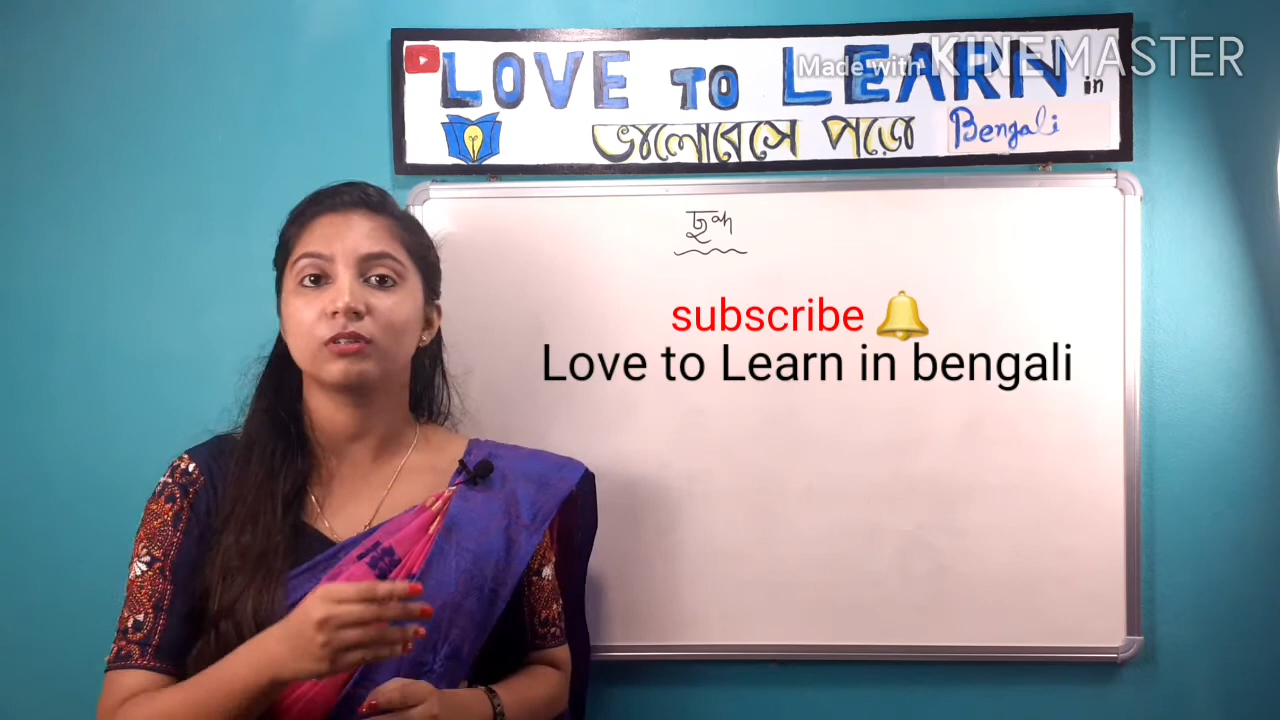 LOVE TO LEARN in
Made with KINEMASTER
ভালোবেসে পড়ো Bengali
ছন্দ
subscribe
Love to Learn in bengali